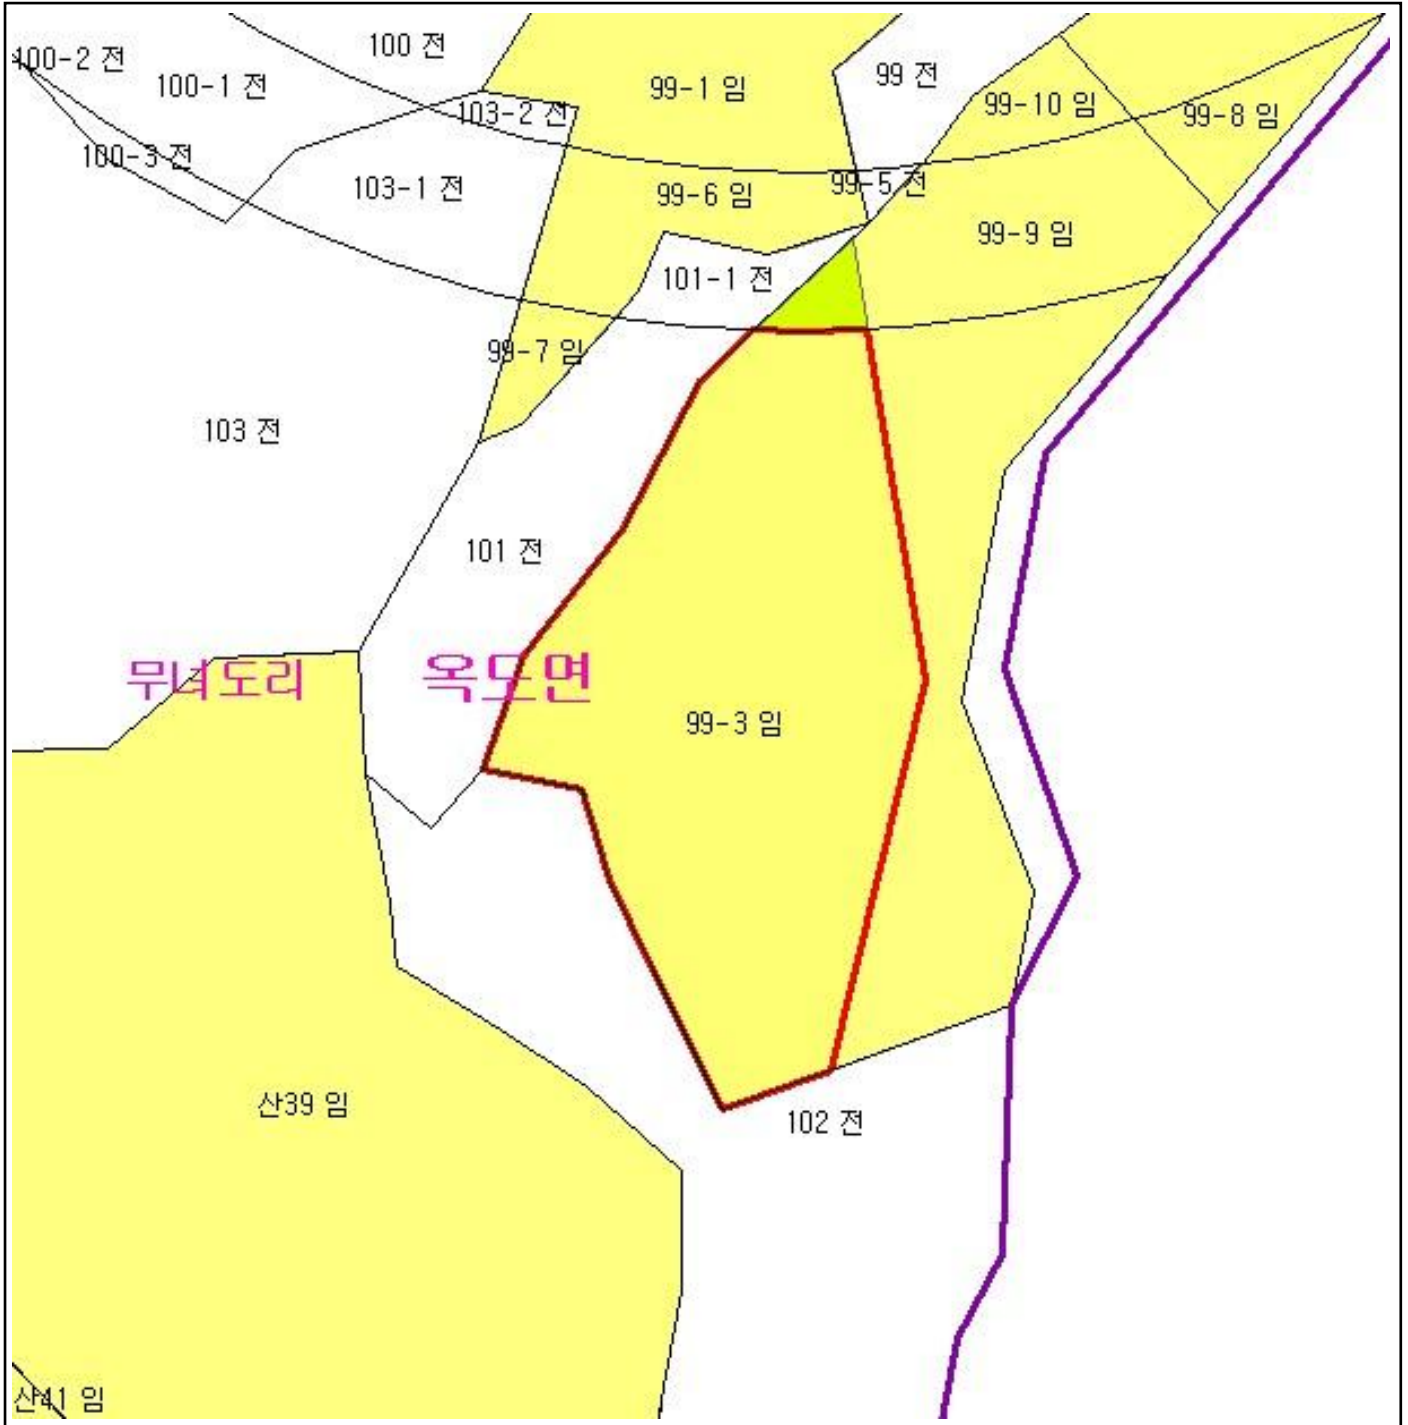 100 전
100-2 전
100-1 전
99-1 임
99 전
99-10 임
99-8 임
103-2 전
100-3 전
103-1 전
99-6 임
99-5 전
99-9 임
101-1 전
99-7 임
103 전
101 전
무녀도리
옥도면
99-3 임
산39 임
102 전
산41 임